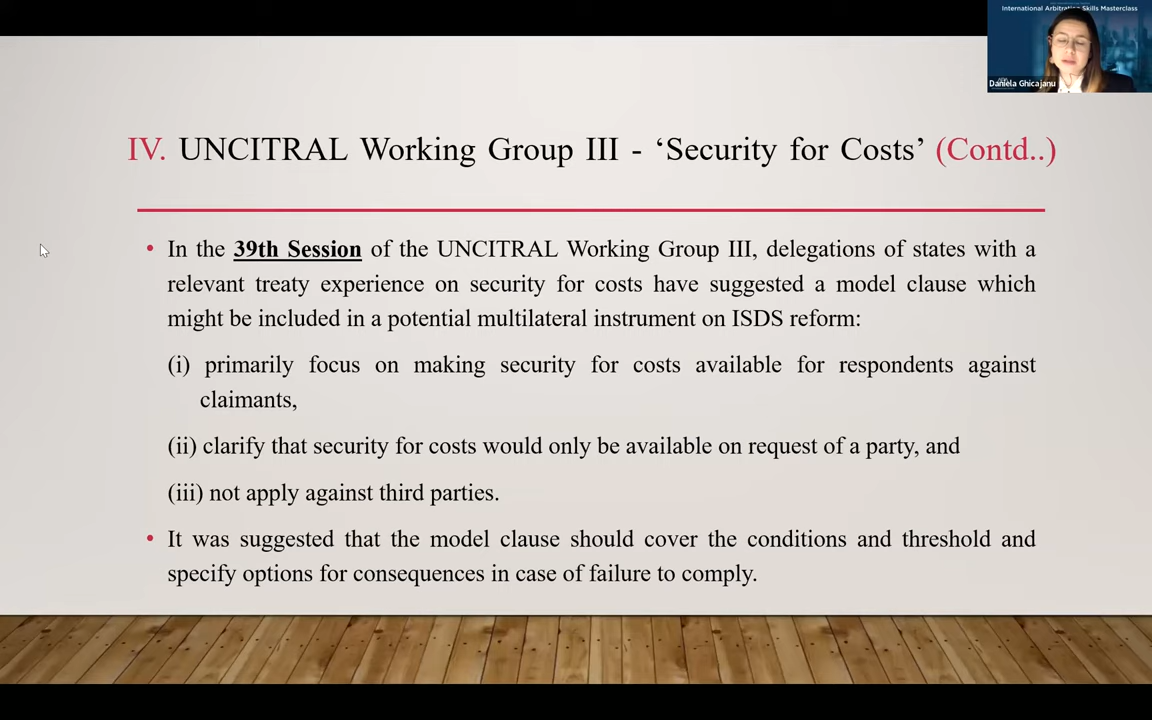 International Arbitration Skills Masterclass
Daniela Ghicajanu
IV. UNCITRAL Working Group III - ‘Security for Costs’ (Contd..)
• In the 39th Session of the UNCITRAL Working Group III, delegations of states with a
relevant treaty experience on security for costs have suggested a model clause which
might be included in a potential multilateral instrument on ISDS reform:
(i) primarily focus on making security for costs available for respondents against
claimants,
(ii) clarify that security for costs would only be available on request of a party, and
(iii) not apply against third parties.
• It was suggested that the model clause should cover the conditions and threshold and
specify options for consequences in case of failure to comply.